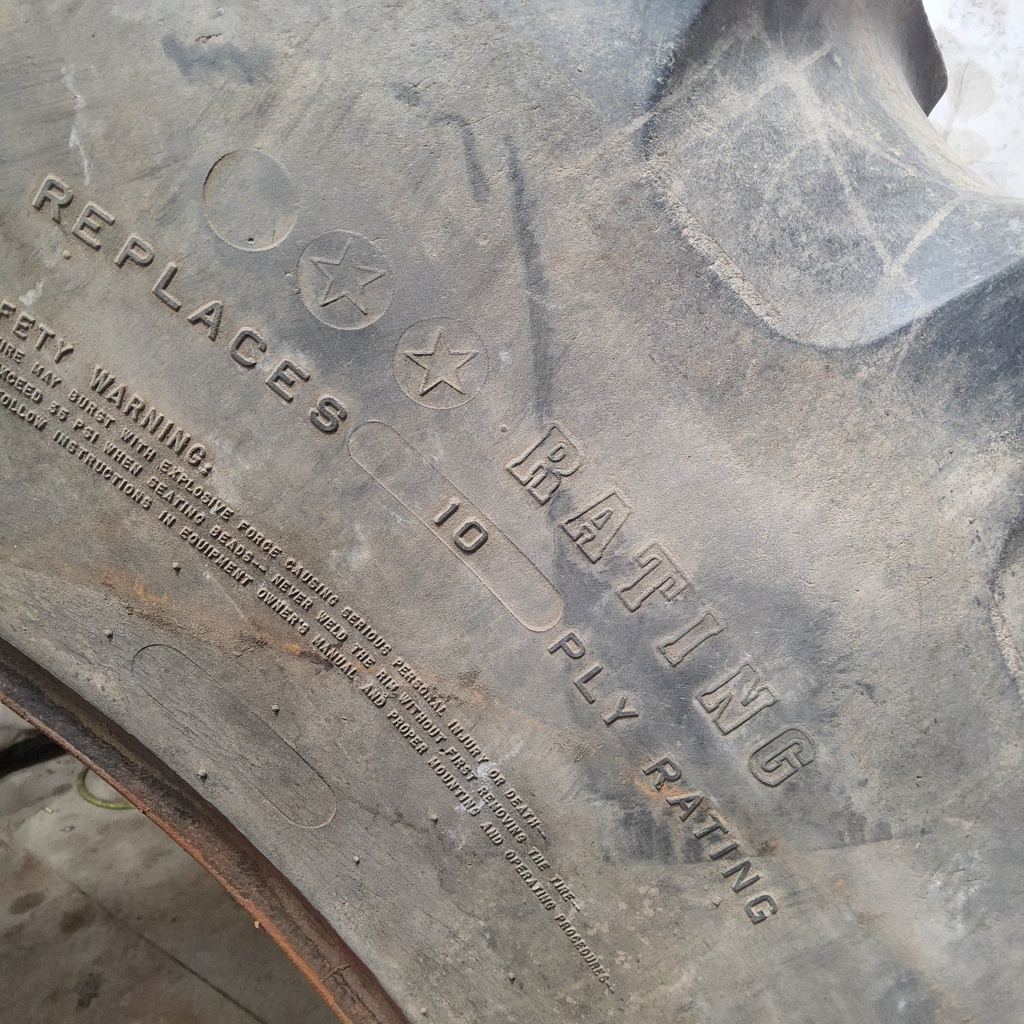 ★ ★ RATING
REPLACES 10 PLY RATING
FETY WARNING:
IRE MAY BURST WITH EXPLOSIVE FORCE CAUSING SERIOUS PERSONAL INJURY OR DEATH—
XCEED 35 PSI WHEN SEATING BEADS— NEVER WELD THE RIM WITHOUT FIRST REMOVING THE TIRE—
FOLLOW INSTRUCTIONS IN EQUIPMENT OWNER'S MANUAL AND PROPER MOUNTING AND OPERATING PROCEDURES—